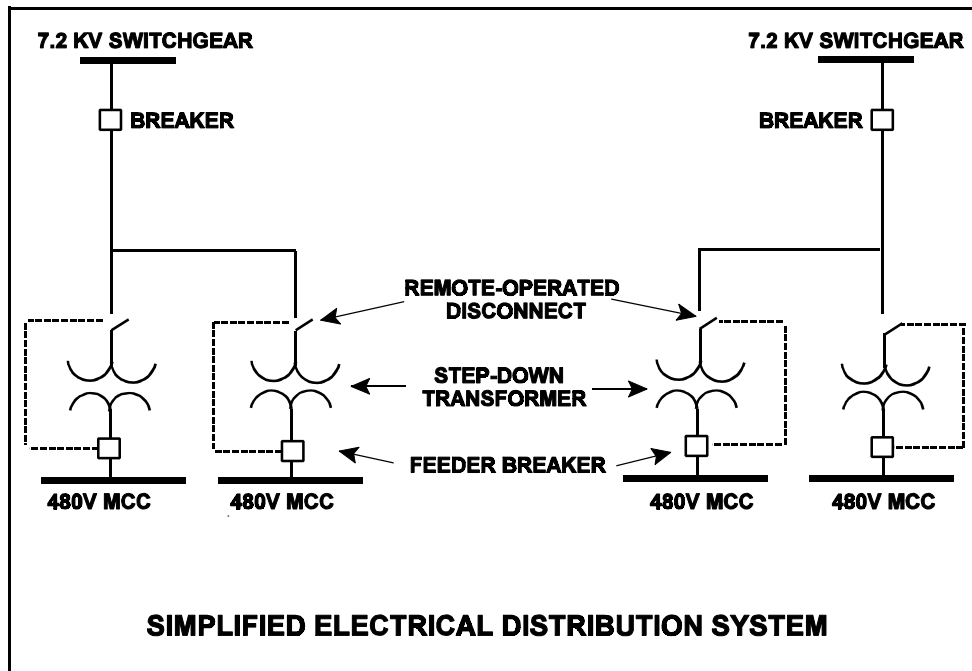 7.2 KV SWITCHGEAR
7.2 KV SWITCHGEAR
BREAKER
BREAKER
REMOTE-OPERATED
DISCONNECT
STEP-DOWN
TRANSFORMER
FEEDER BREAKER
480V MCC
480V MCC
480V MCC
480V MCC
SIMPLIFIED ELECTRICAL DISTRIBUTION SYSTEM